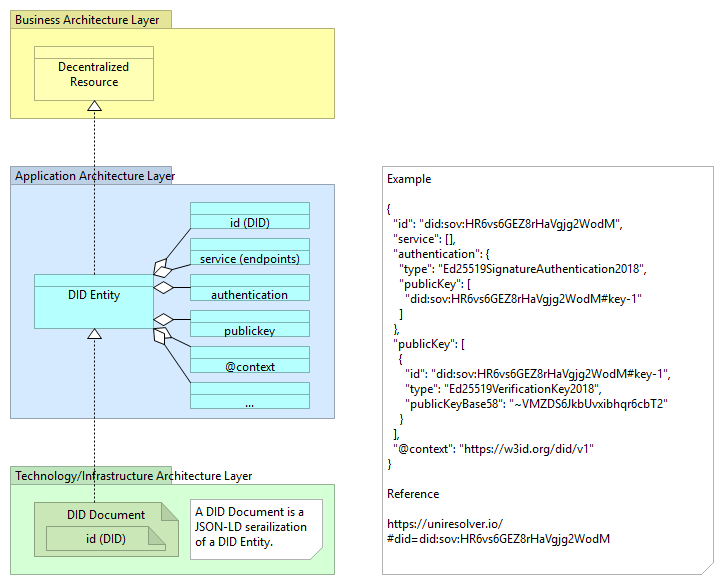 Business Architecture Layer
Decentralized
Resource
Application Architecture Layer
DID Entity
id (DID)
service (endpoints)
authentication
publickey
@context
...
Technology/Infrastructure Architecture Layer
DID Document
id (DID)
A DID Document is a
JSON-LD serailization
of a DID Entity.
Example
{
"id": "did:sov:HR6vs6GEZ8rHaVgjg2WodM",
"service": [],
"authentication": {
"type": "Ed25519SignatureAuthentication2018",
"publicKey": [
"did:sov:HR6vs6GEZ8rHaVgjg2WodM#key-1"
]
},
"publicKey": [
{
"id": "did:sov:HR6vs6GEZ8rHaVgjg2WodM#key-1",
"type": "Ed25519VerificationKey2018",
"publicKeyBase58": "~VMZDS6JkbUvxibhqr6cbT2"
}
],
"@context": "https://w3id.org/did/v1"
}
Reference
https://uniresolver.io/
#did=did:sov:HR6vs6GEZ8rHaVgjg2WodM